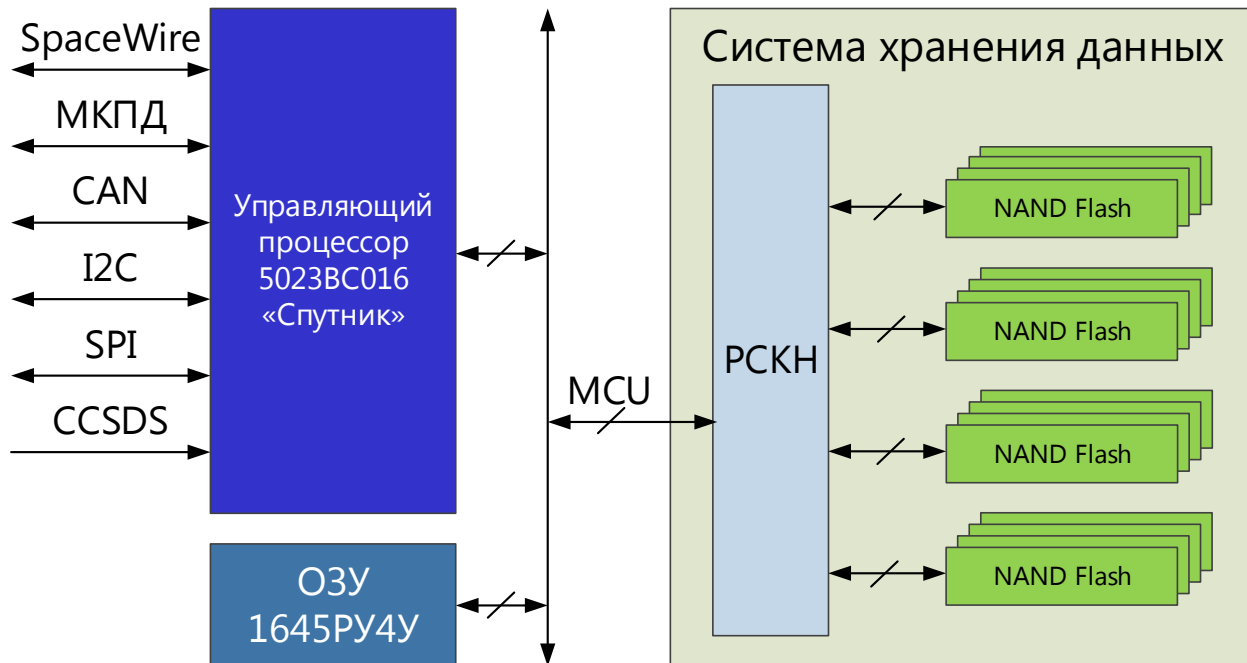 SpaceWire
МКПД
CAN
I2C
SPI
CCSDS
Управляющий
процессор
5023ВС016
«Спутник»
ОЗУ
1645РУ4У
MCU
Система хранения данных
РСКН
NAND Flash
NAND Flash
NAND Flash
NAND Flash